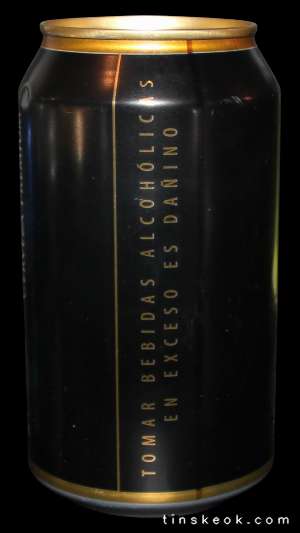 TOMAR BEBIDAS ALCOHÓLICAS
EN EXCESO ES DAÑINO
tinskeok.com